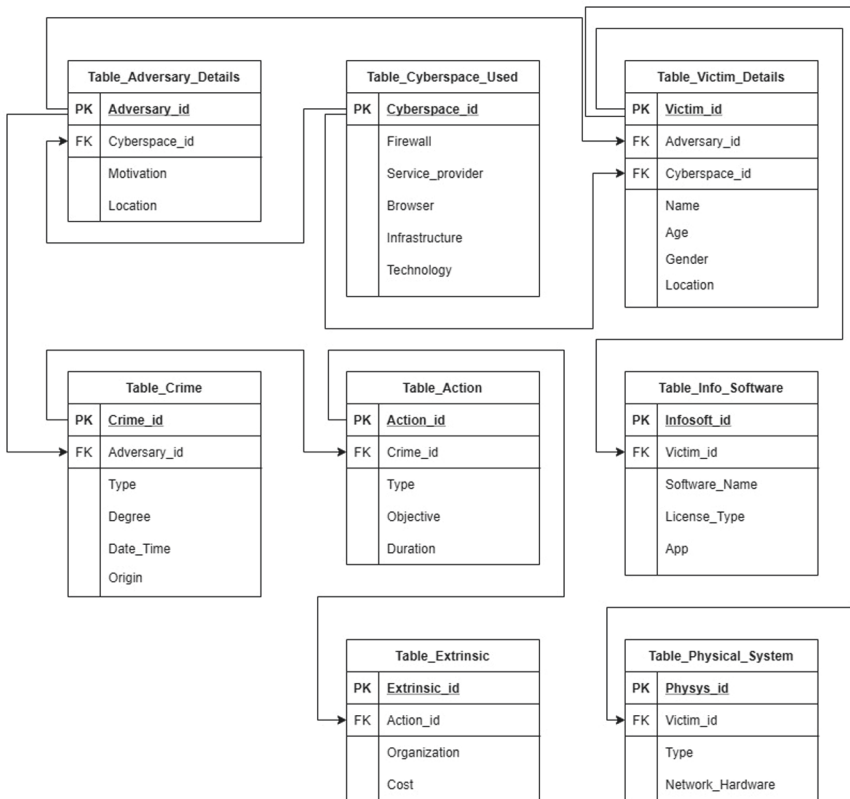 Table_Adversary_Details
PK Adversary_id
FK Cyberspace_id
Motivation
Location
Table_Cyberspace_Used
PK Cyberspace_id
Firewall
Service_provider
Browser
Infrastructure
Technology
Table_Victim_Details
PK Victim_id
FK Adversary_id
FK Cyberspace_id
Name
Age
Gender
Location
Table_Crime
PK Crime_id
FK Adversary_id
Type
Degree
Date_Time
Origin
Table_Action
PK Action_id
FK Crime_id
Type
Objective
Duration
Table_Info_Software
PK Infosoft_id
FK Victim_id
Software_Name
License_Type
App
Table_Extrinsic
PK Extrinsic_id
FK Action_id
Organization
Cost
Table_Physical_System
PK Physys_id
FK Victim_id
Type
Network_Hardware